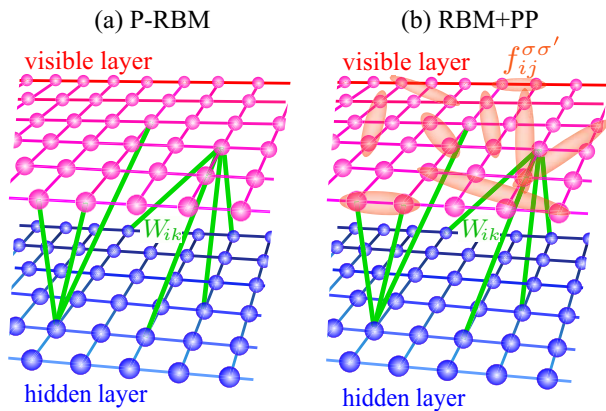 (a) P-RBM
(b) RBM+PP
visible layer
visible layer
f_{ij}^{σσ′}
W_{ik}
W_{ik}
hidden layer
hidden layer